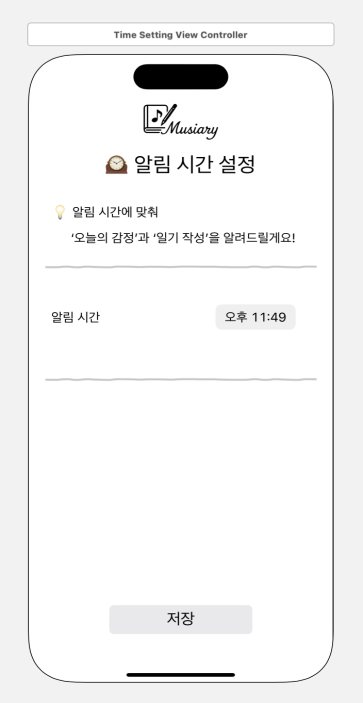 Time Setting View Controller
Musiary
🕰️ 알림 시간 설정
💡 알림 시간에 맞춰
‘오늘의 감정’과 ‘일기 작성’을 알려드릴게요!
알림 시간
오후 11:49
저장